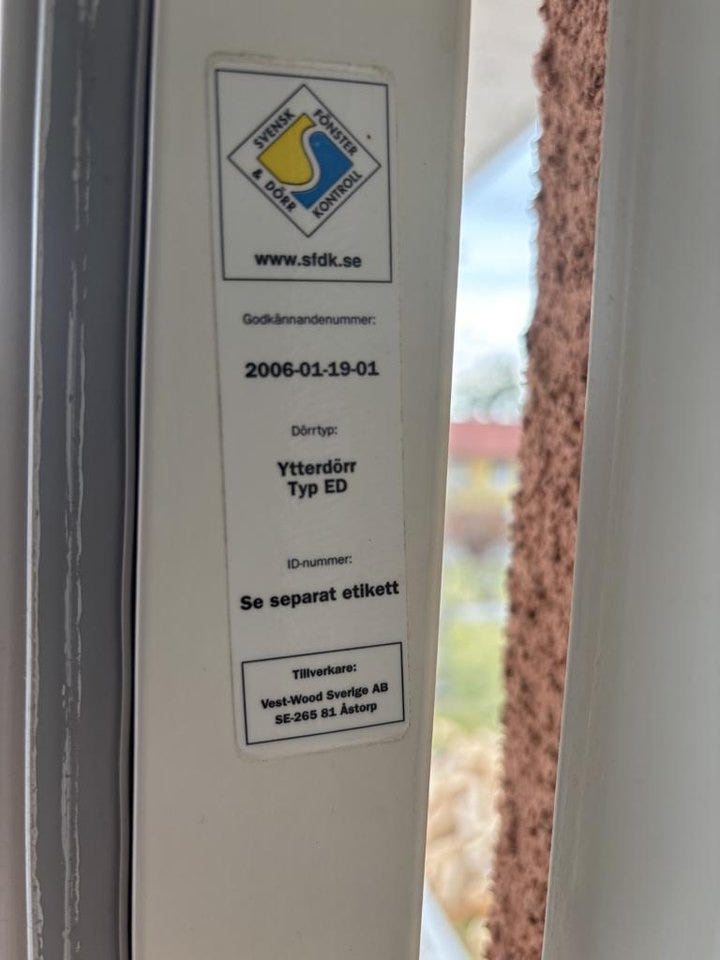 SVENSK
FÖNSTER
& DÖRR
KONTROLL
www.sfdk.se
Godkännandenummer:
2006-01-19-01
Dörrtyp:
Ytterdörr
Typ ED
ID-nummer:
Se separat etikett
Tillverkare:
Vest-Wood Sverige AB
SE-265 81 Åstorp